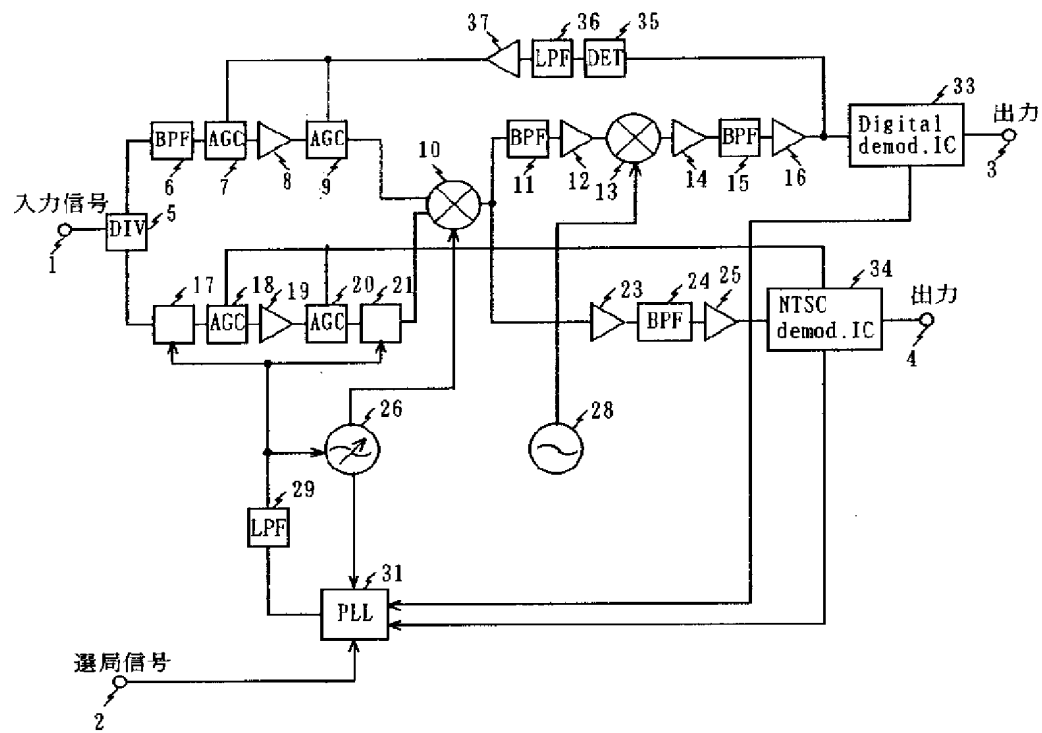 37 36 35
LPF DET
33
出力
3
Digital
demod.IC
BPF AGC AGC
6 7 8 9
10
BPF
11 12 13 14
BPF
15 16
入力信号
1
DIV
5
17 18 19 20 21
AGC AGC
23 24 25
BPF
34
NTSC
demod.IC
出力
4
26
28
29
LPF
31
PLL
選局信号
2